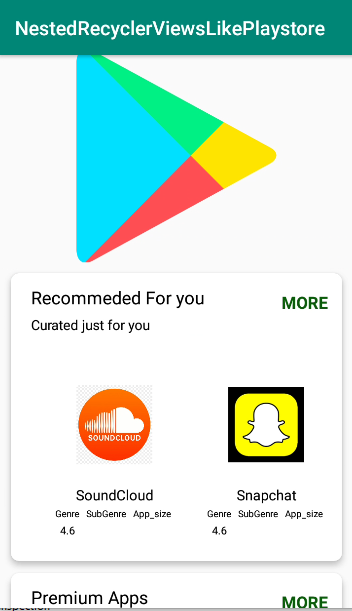 NestedRecyclerViewsLikePlaystore
Recommeded For you
MORE
Curated just for you
SOUNDCLOUD
SoundCloud
Snapchat
Genre SubGenre App_size
Genre SubGenre App_size
4.6
4.6
Premium Apps
MORE